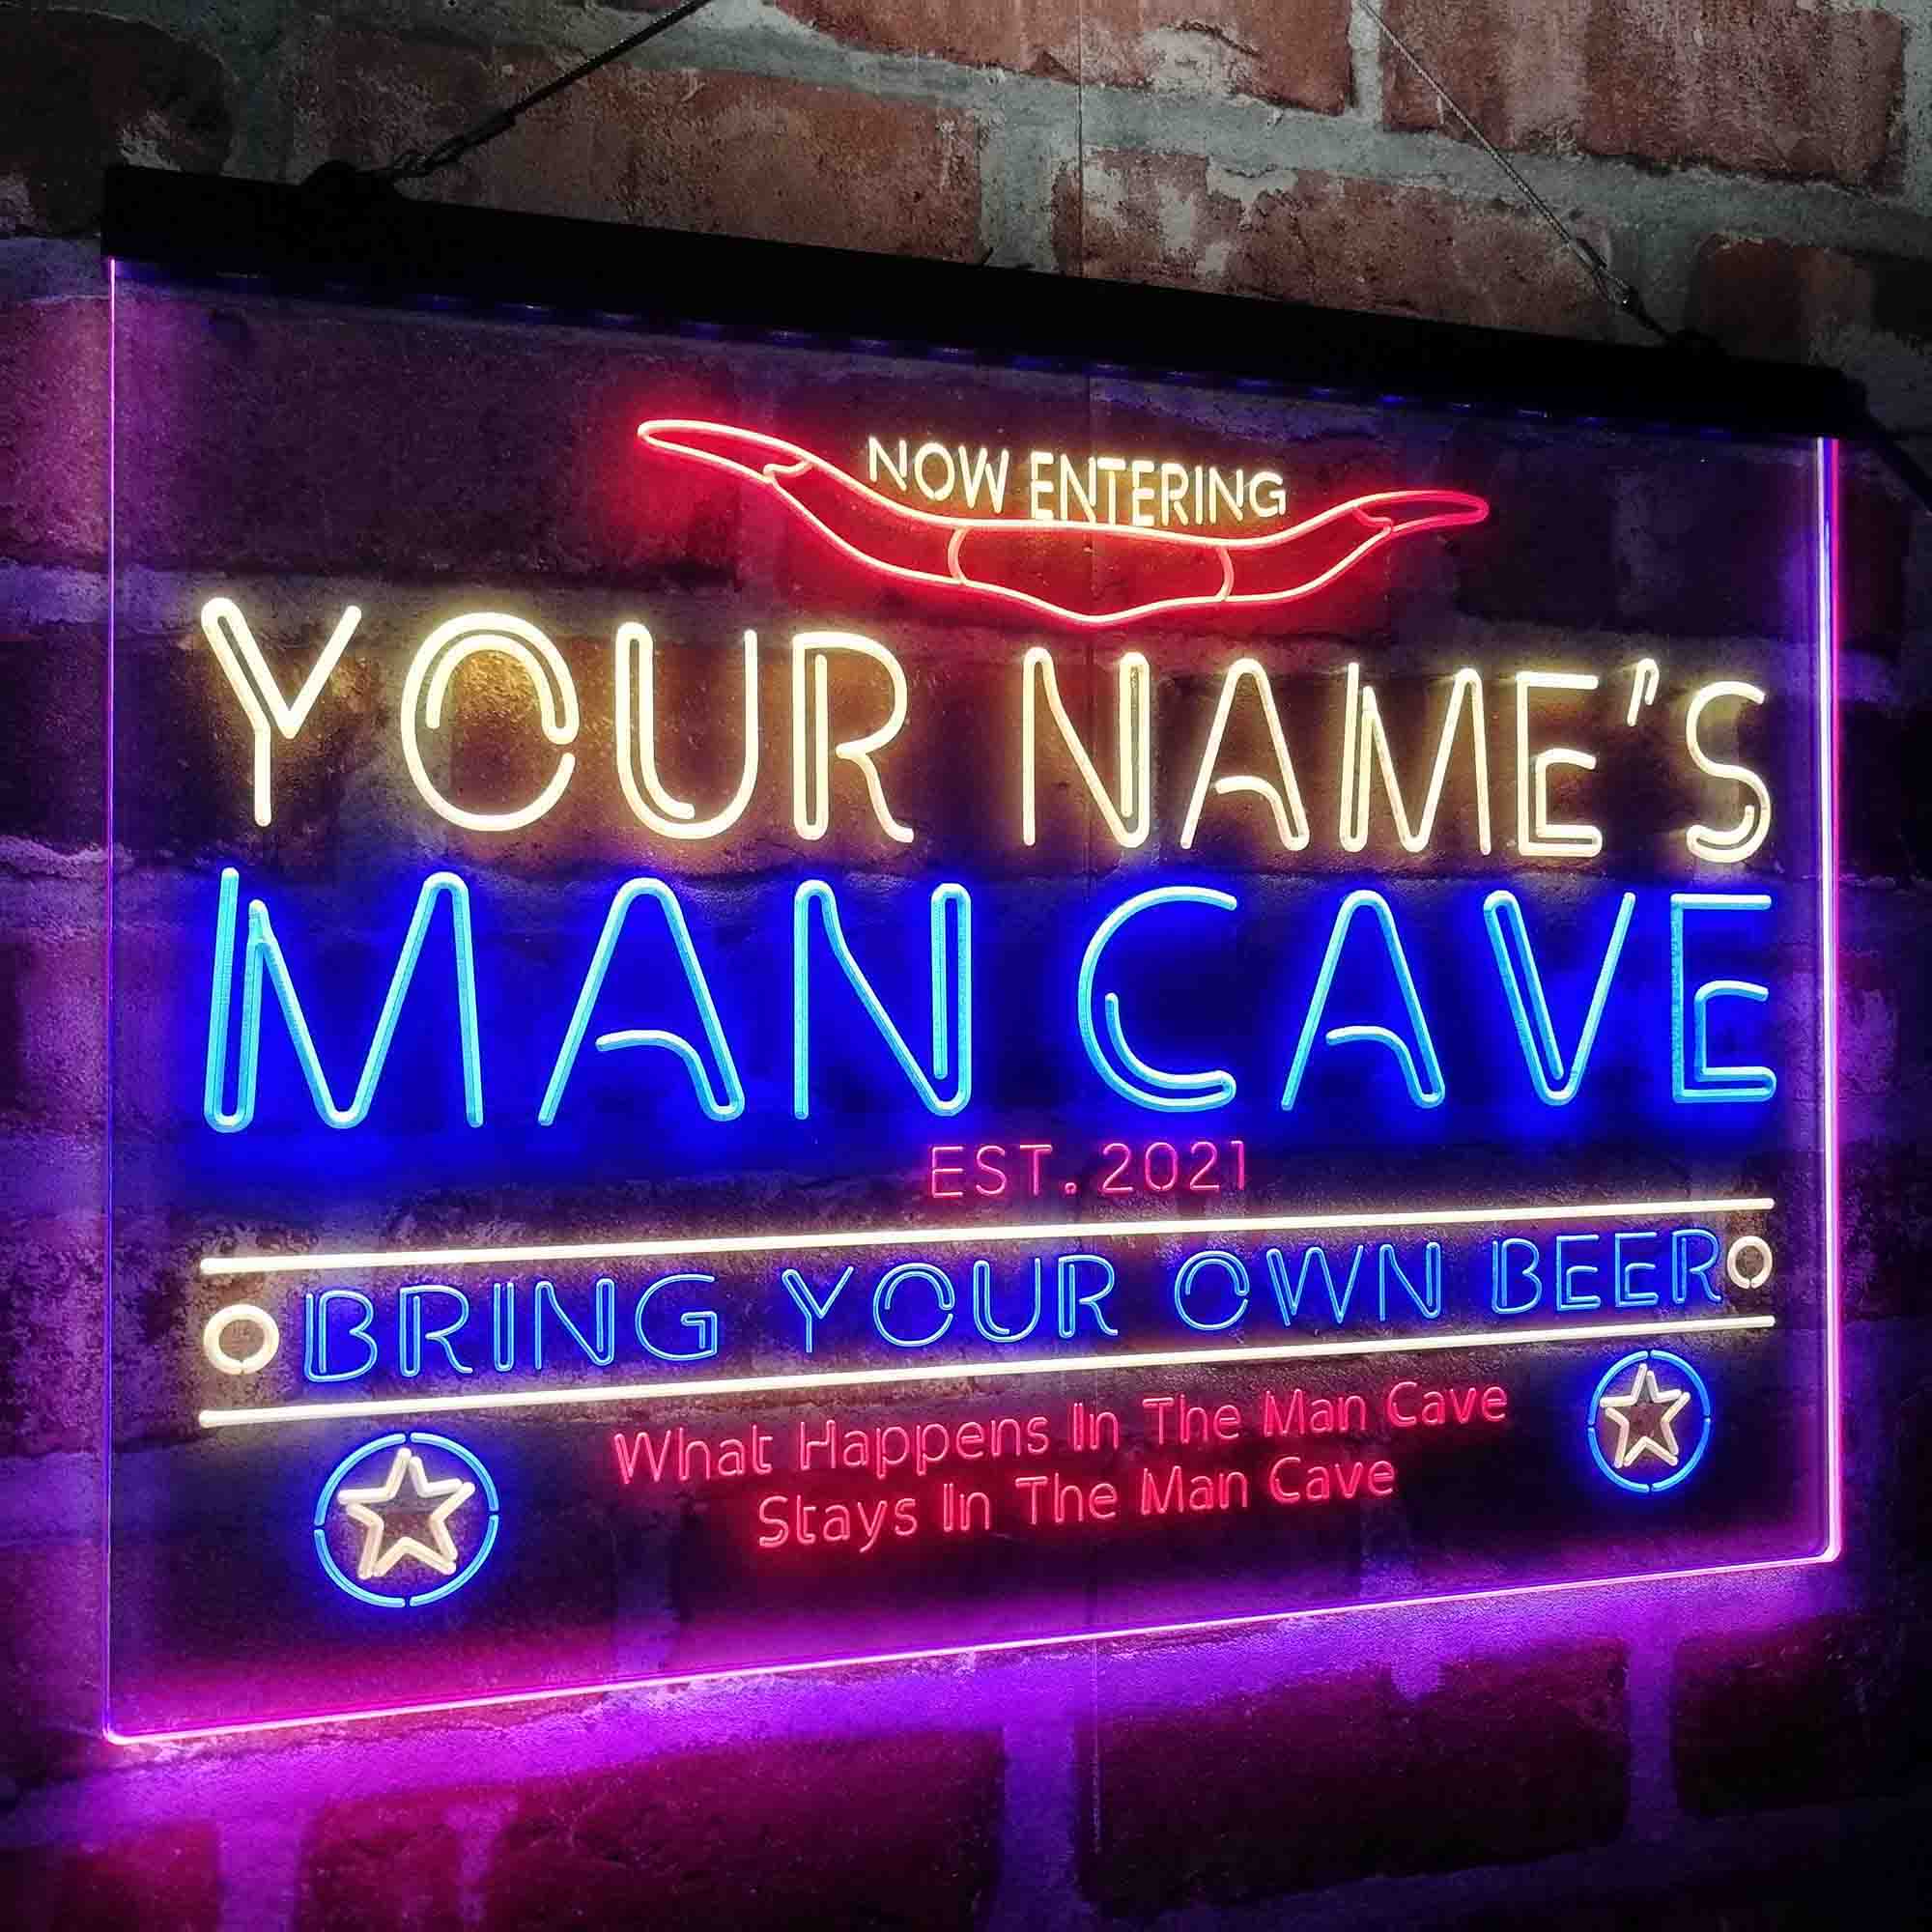 NOW ENTERING
YOUR NAME'S
MAN CAVE
EST. 2021
BRING YOUR OWN BEER
What Happens In The Man Cave
Stays In The Man Cave